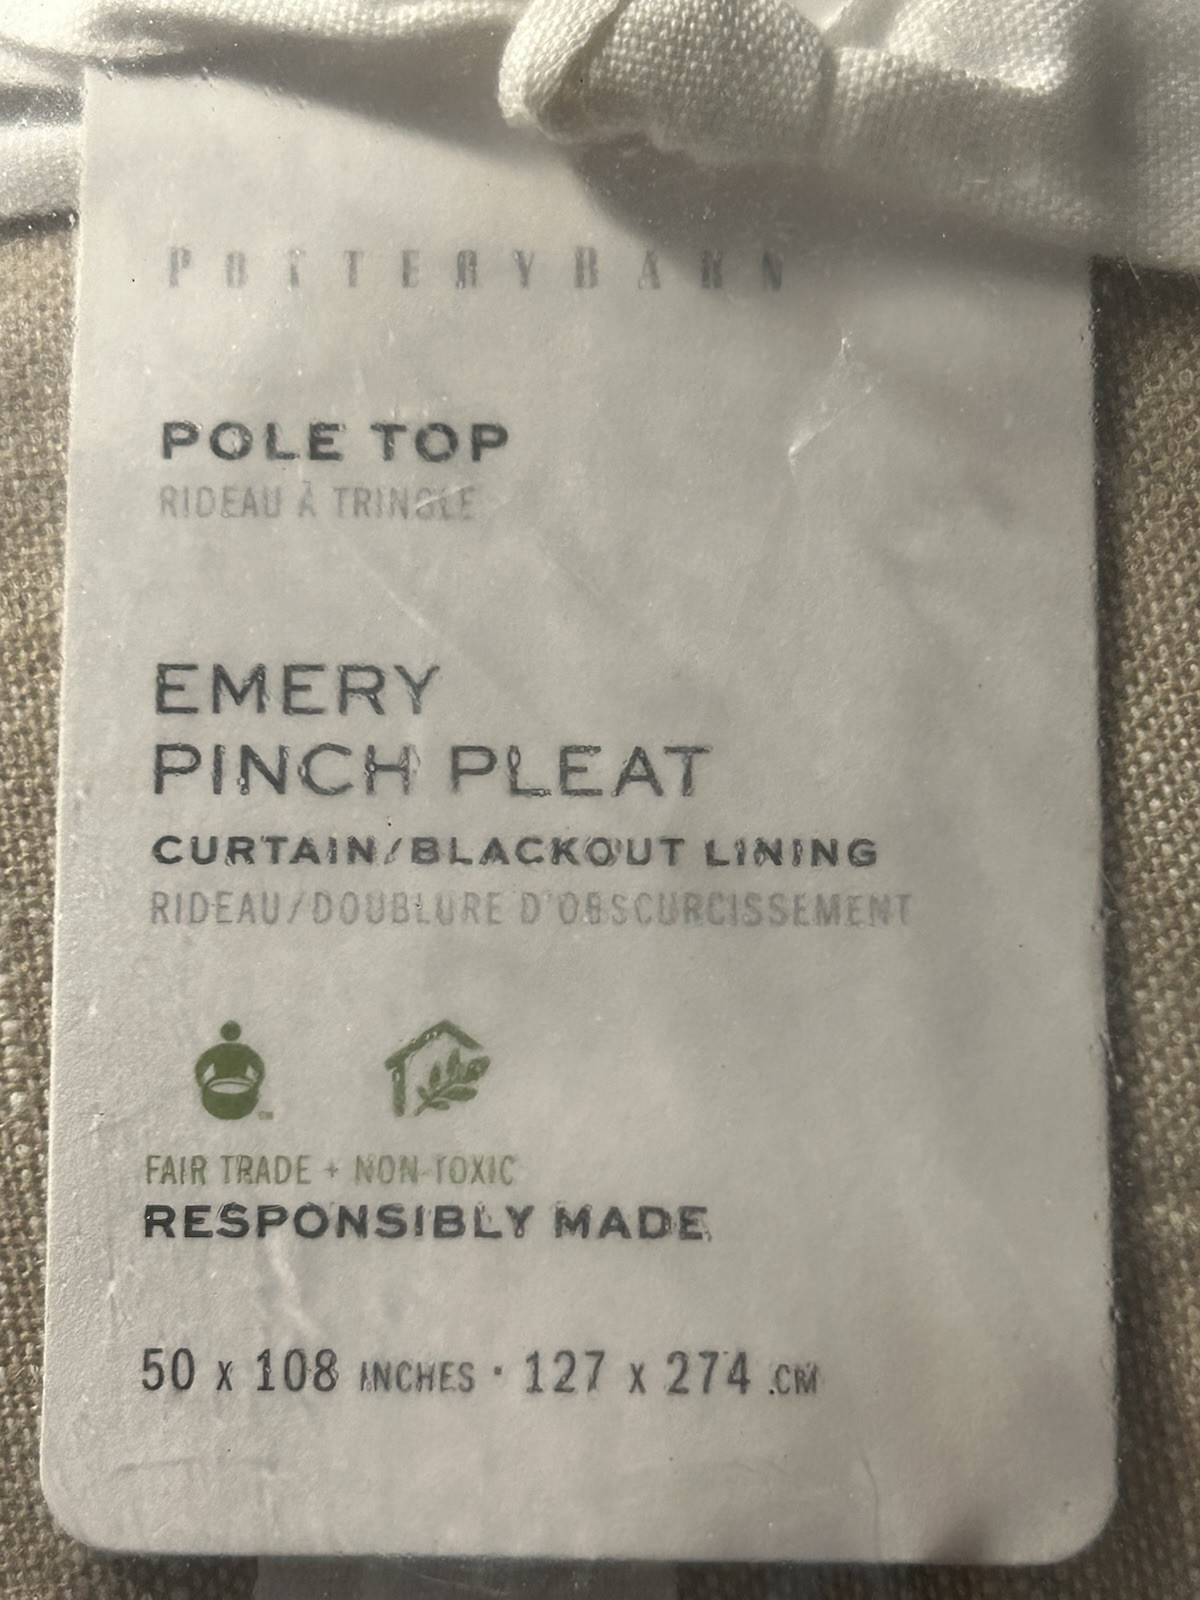 POTTERYBARN
POLE TOP
RIDEAU À TRINGLE
EMERY
PINCH PLEAT
CURTAIN/BLACKOUT LINING
RIDEAU/DOUBLURE D'OBSCURCISSEMENT
TM
FAIR TRADE + NON-TOXIC
RESPONSIBLY MADE
50 x 108 INCHES · 127 x 274 CM